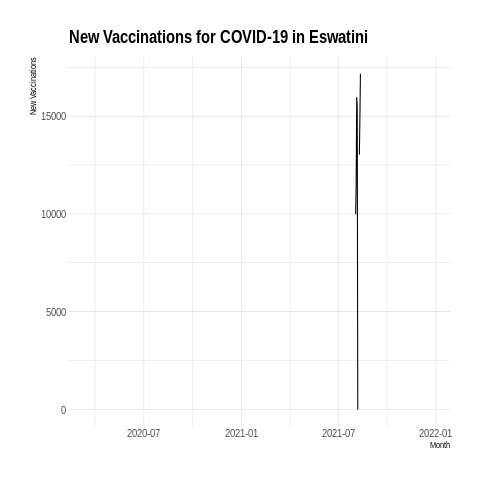 New Vaccinations for COVID-19 in Eswatini
New Vaccinations
15000
10000
5000
0
2020-07
2021-01
2021-07
2022-01
Month